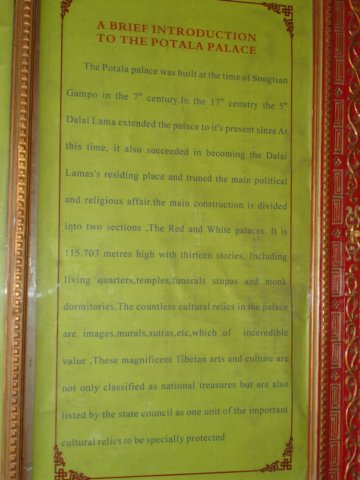 A BRIEF INTRODUCTION
TO THE POTALA PALACE
The Potala palace was built at the time of Songtsan
Gampo in the 7th century.in the 17th cenutry the 5th
Dalai Lama extended the palace to it's present sinze At
this time, it also succeeded in becoming the Dalai
Lamas's residing place and truned the main political
and religious affair.the main construction is divided
into two sections ,The Red and White palaces. It is
115,703 metres high with thirteen stories, Including
living quarters,temples,funerals stupas and monk
dormitories.The countless cultural relics in the palace
are images,murals,sutras,etc,which of inceredible
value ,These magnificent Tibetan arts and culture are
not only classified as national treasures but are also
listed by the state council as one unit of the important
cultural relics to be specially protected